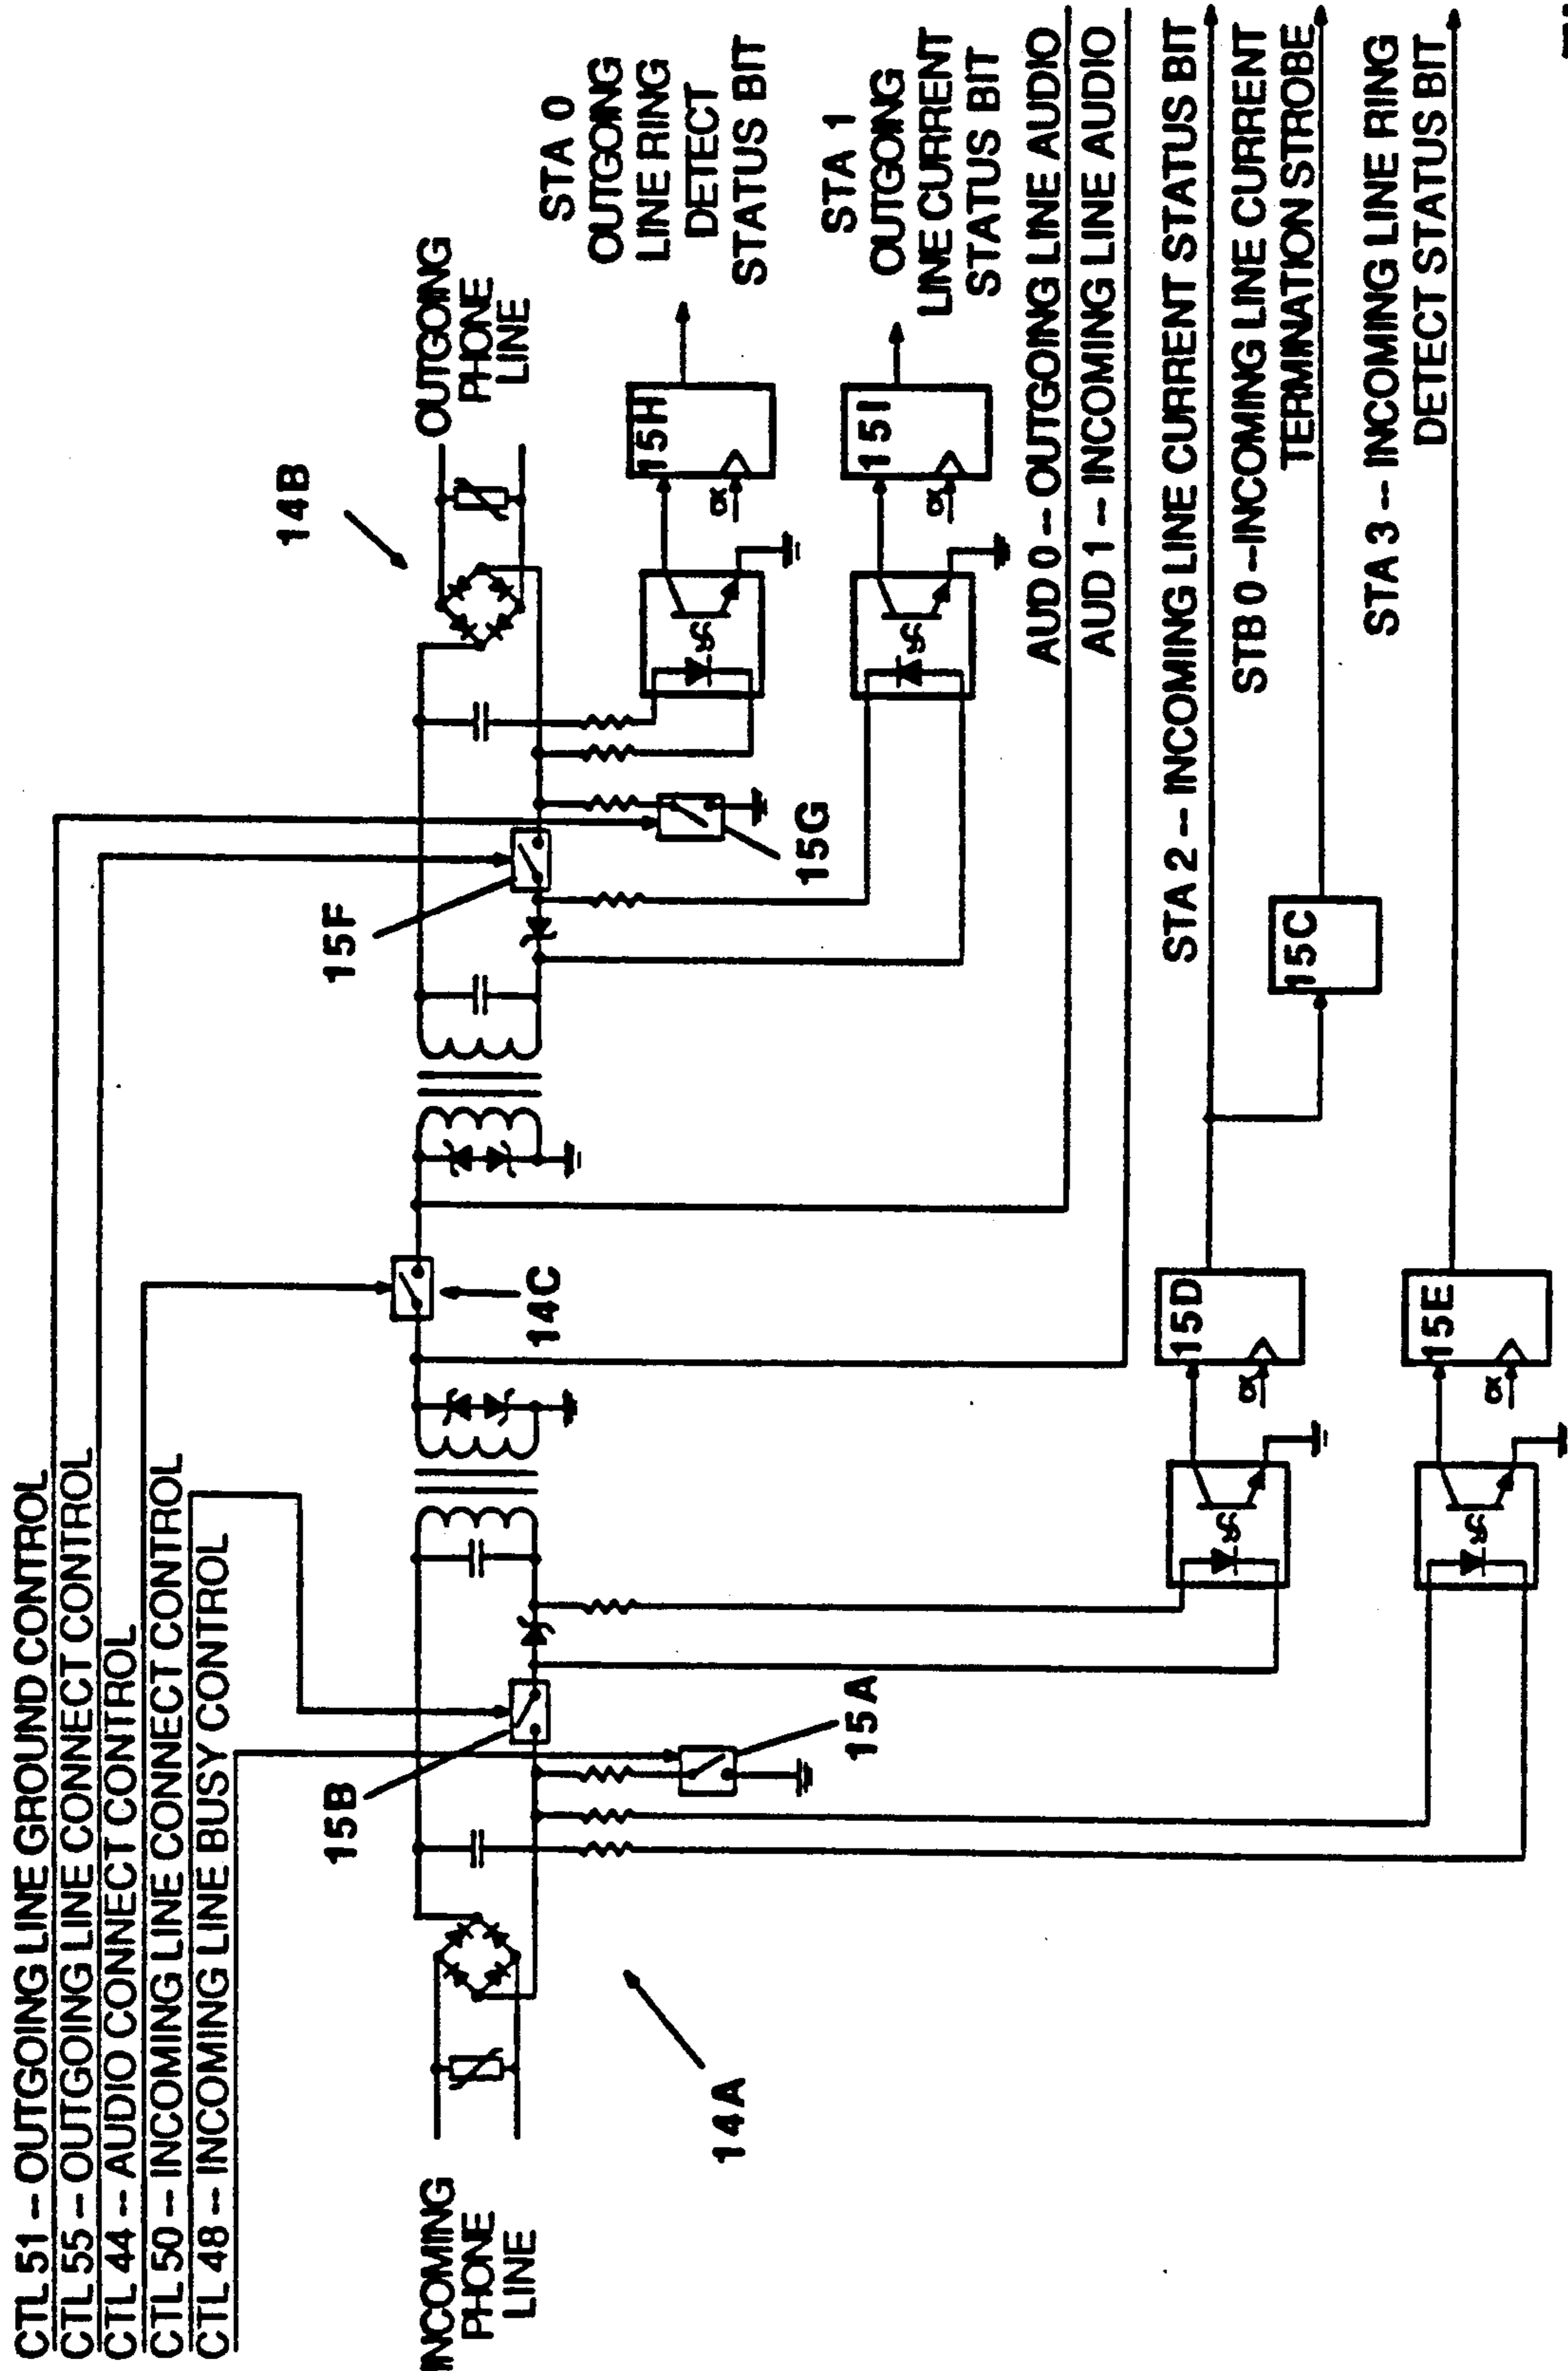 CTL 51 -- OUTGOING LINE GROUND CONTROL
CTL 55 -- OUTGOING LINE CONNECT CONTROL
CTL 44 -- AUDIO CONNECT CONTROL
CTL 50 -- INCOMING LINE CONNECT CONTROL
CTL 48 -- INCOMING LINE BUSY CONTROL
INCOMING
PHONE
LINE
14A
15B
15A
14C
15F
15G
14B
OUTGOING
PHONE
LINE
15H
CK
15I
CK
STA 0
OUTGOING
LINE RING
DETECT
STATUS BIT
STA 1
OUTGOING
LINE CURRENT
STATUS BIT
AUD 0 -- OUTGOING LINE AUDIO
AUD 1 -- INCOMING LINE AUDIO
STA 2 -- INCOMING LINE CURRENT STATUS BIT
STB 0 --INCOMING LINE CURRENT
TERMINATION STROBE
STA 3 -- INCOMING LINE RING
DETECT STATUS BIT
15C
15D
CK
15E
CK